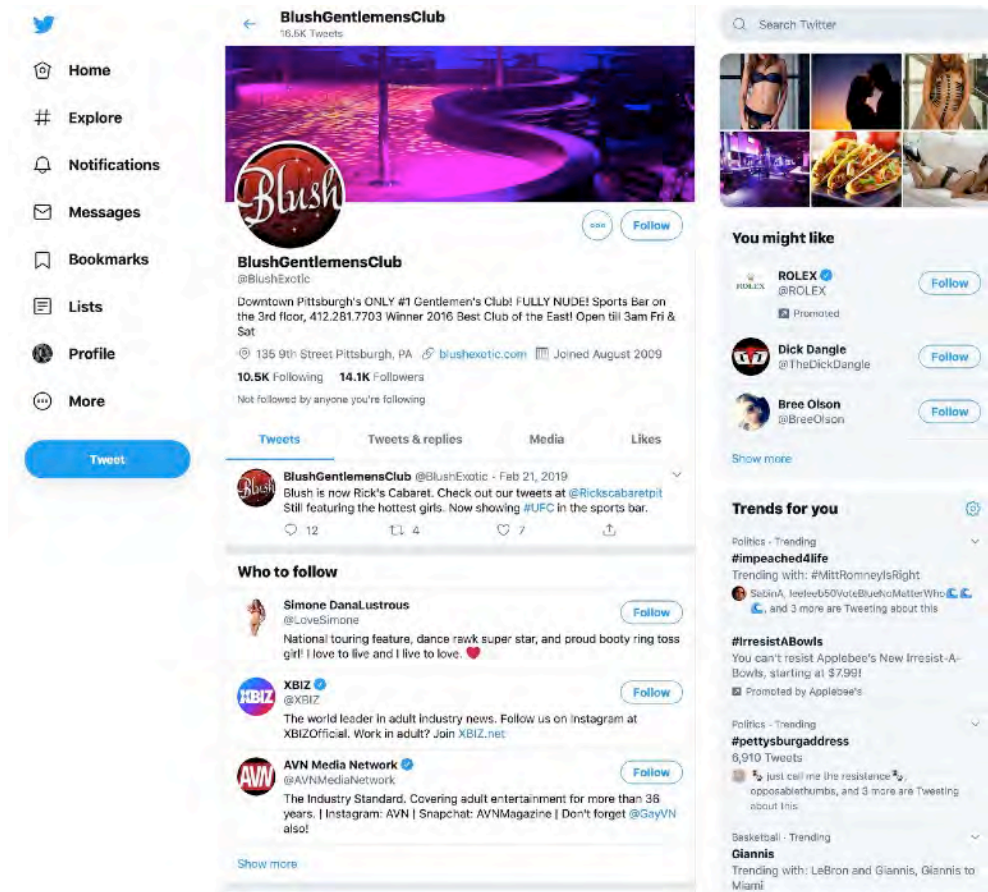 BlushGentlemensClub
16.5K Tweets
Home
Explore
Notifications
Messages
Bookmarks
Lists
Profile
More
Tweet
Blush
Follow
BlushGentlemensClub
@BlushExotic
Downtown Pittsburgh's ONLY #1 Gentlemen's Club! FULLY NUDE! Sports Bar on
the 3rd floor, 412.281.7703 Winner 2016 Best Club of the East! Open till 3am Fri &
Sat
135 9th Street Pittsburgh, PA blushexotic.com Joined August 2009
10.5K Following 14.1K Followers
Not followed by anyone you're following
Tweets Tweets & replies Media Likes
Blush
BlushGentlemensClub @BlushExotic - Feb 21, 2019
Blush is now Rick's Cabaret. Check out our tweets at @Rickscabaretpit
Still featuring the hottest girls. Now showing #UFC in the sports bar.
12 4 7
Who to follow
Simone DanaLustrous
@LoveSimone
Follow
National touring feature, dance rawk super star, and proud booty ring toss
girl! I love to live and I live to love.
XBIZ
XBIZ
@XBIZ
Follow
The world leader in adult industry news. Follow us on Instagram at
XBIZOfficial. Work in adult? Join XBIZ.net
AVN
AVN Media Network
@AVNMediaNetwork
Follow
The Industry Standard. Covering adult entertainment for more than 36
years. | Instagram: AVN | Snapchat: AVNMagazine | Don't forget @GayVN
also!
Show more
Search Twitter
You might like
ROLEX
ROLEX
@ROLEX
Promoted
Follow
Dick Dangle
@TheDickDangle
Follow
Bree Olson
@BreeOlson
Follow
Show more
Trends for you
Politics - Trending
#impeached4life
Trending with: #MittRomneyIsRight
SabinA, leeleeb50VoteBlueNoMatterWho
, and 3 more are Tweeting about this
#IrresistABowls
You can't resist Applebee's New Irresist-A-
Bowls, starting at $7.99!
Promoted by Applebee's
Politics - Trending
#pettysburgaddress
6,910 Tweets
just call me the resistance ,
opposablethumbs, and 3 more are Tweeting
about this
Basketball - Trending
Giannis
Trending with: LeBron and Giannis, Giannis to
Miami